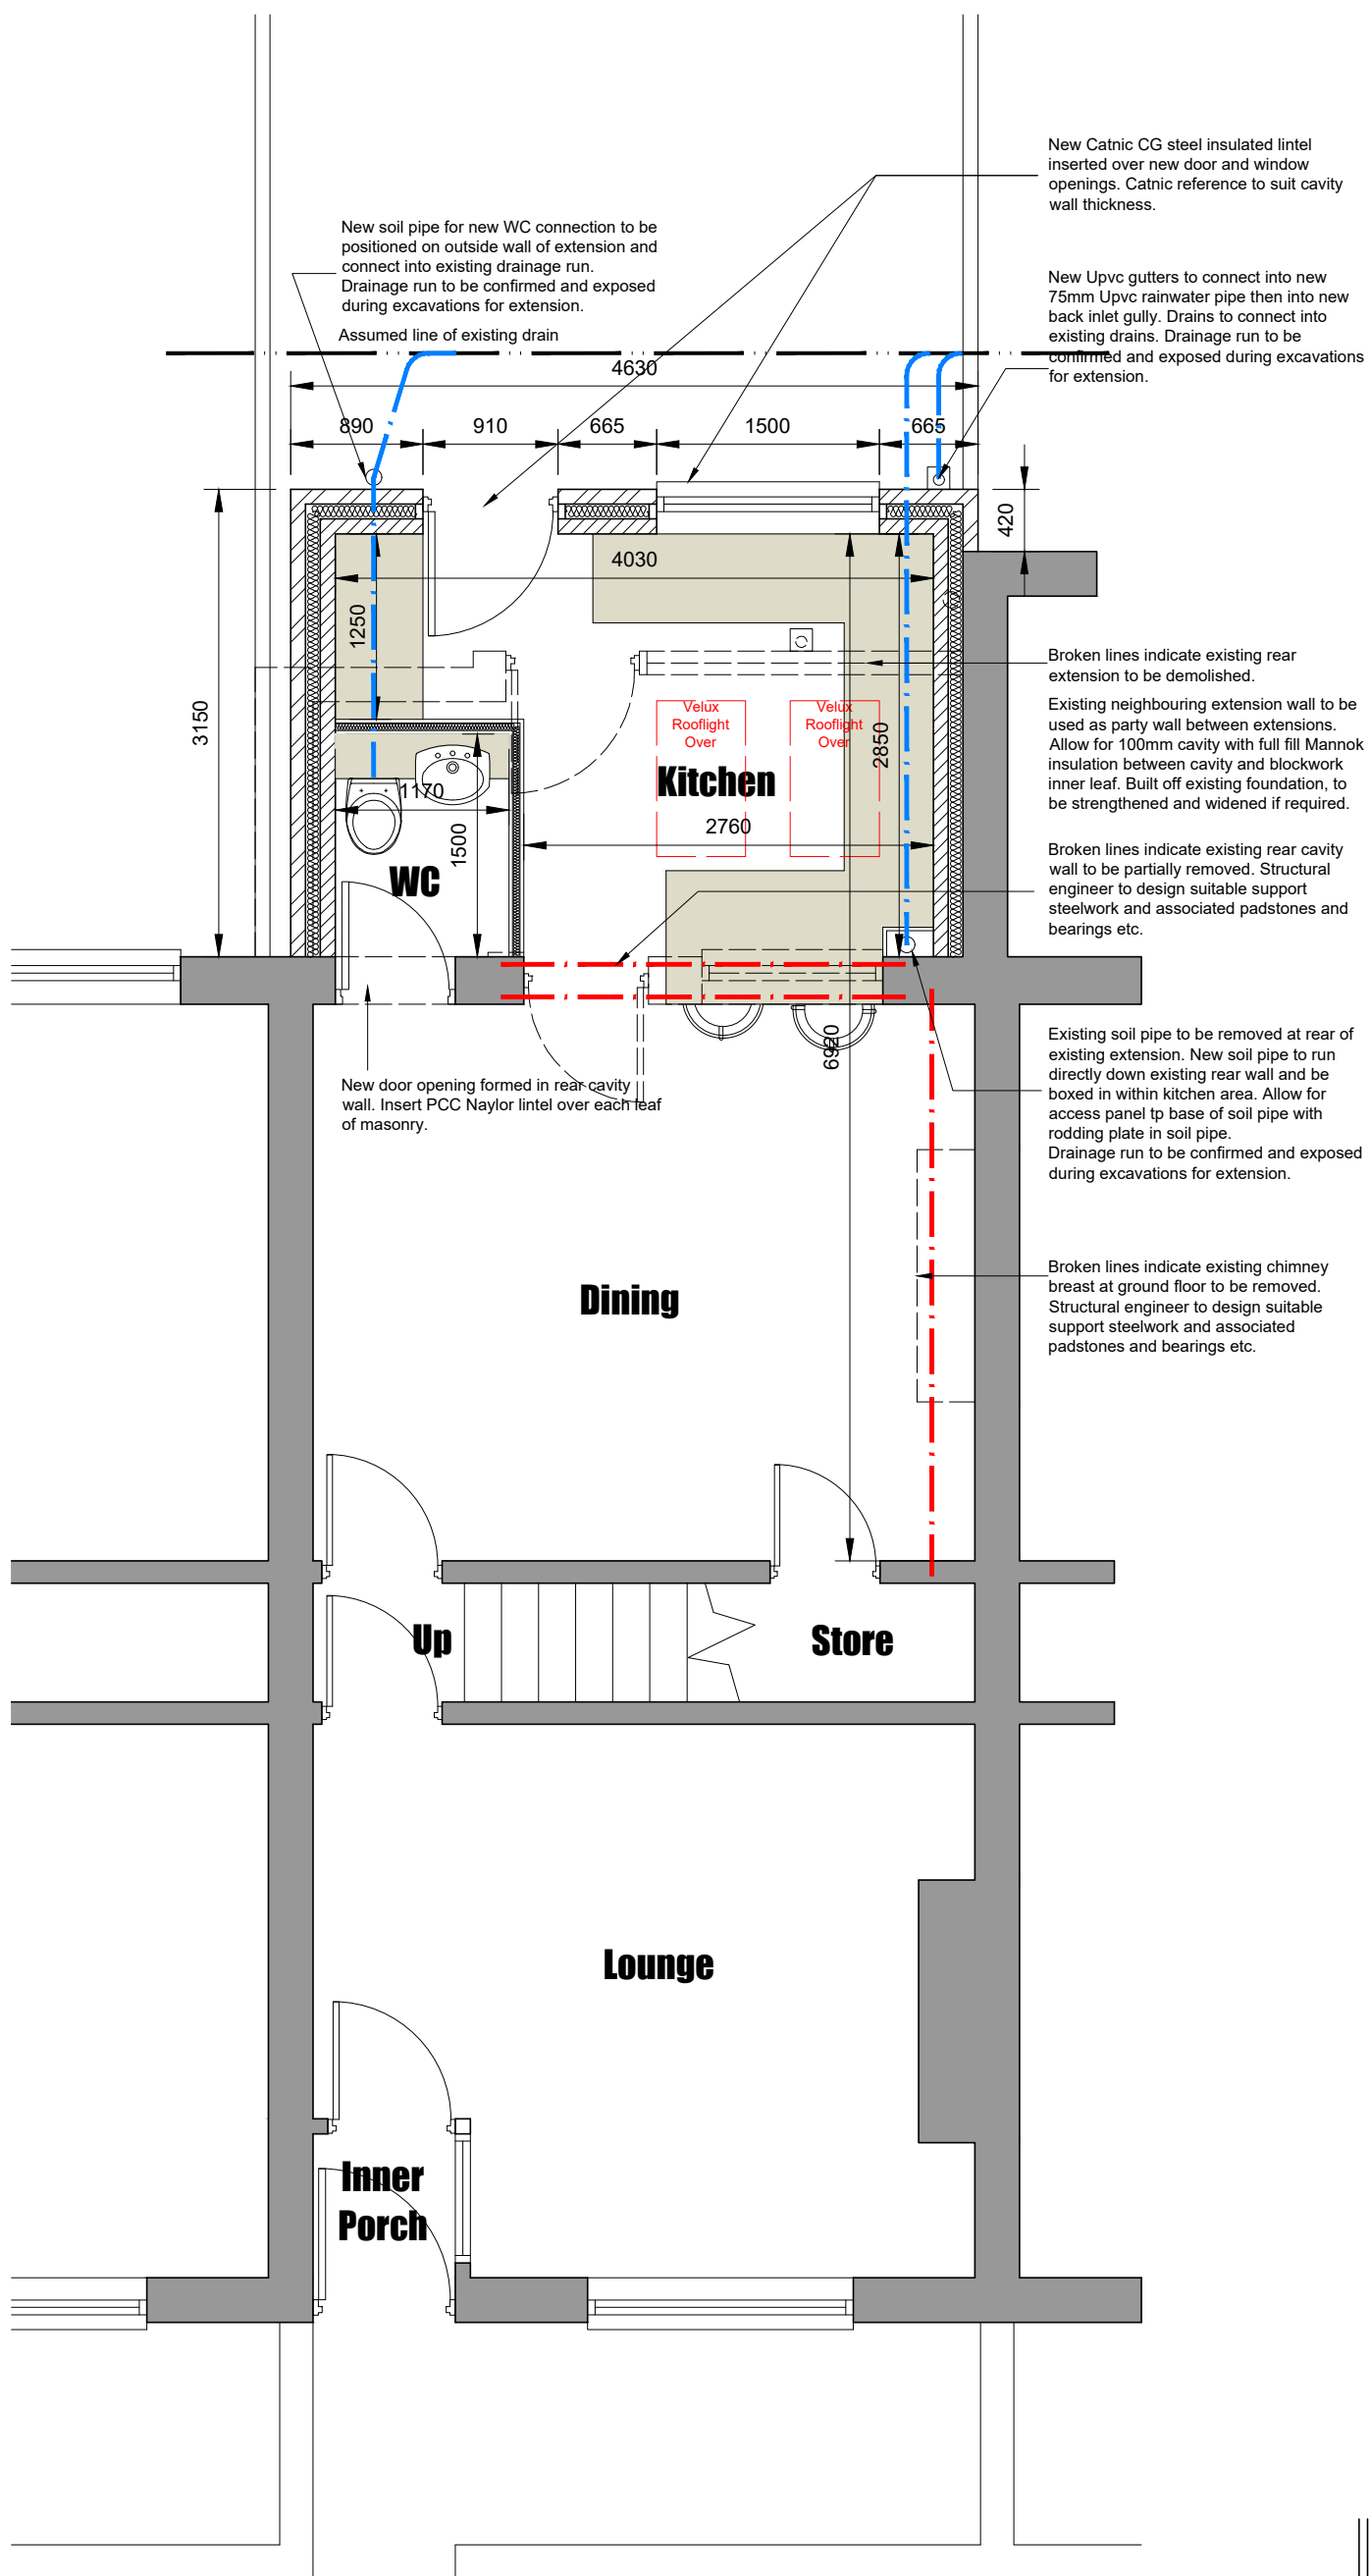 New Catnic CG steel insulated lintel
inserted over new door and window
openings. Catnic reference to suit cavity
wall thickness.
New soil pipe for new WC connection to be
positioned on outside wall of extension and
connect into existing drainage run.
Drainage run to be confirmed and exposed
during excavations for extension.
New Upvc gutters to connect into new
75mm Upvc rainwater pipe then into new
back inlet gully. Drains to connect into
existing drains. Drainage run to be
confirmed and exposed during excavations
for extension.
Assumed line of existing drain
4630
890
910
665
1500
665
420
4030
1250
3150
Broken lines indicate existing rear
extension to be demolished.
Existing neighbouring extension wall to be
used as party wall between extensions.
Allow for 100mm cavity with full fill Mannok
insulation between cavity and blockwork
inner leaf. Built off existing foundation, to
be strengthened and widened if required.
Velux
Rooflight
Over
Velux
Rooflight
Over
2850
Kitchen
1170
2760
1500
WC
Broken lines indicate existing rear cavity
wall to be partially removed. Structural
engineer to design suitable support
steelwork and associated padstones and
bearings etc.
6920
Existing soil pipe to be removed at rear of
existing extension. New soil pipe to run
directly down existing rear wall and be
boxed in within kitchen area. Allow for
access panel tp base of soil pipe with
rodding plate in soil pipe.
Drainage run to be confirmed and exposed
during excavations for extension.
New door opening formed in rear cavity
wall. Insert PCC Naylor lintel over each leaf
of masonry.
Broken lines indicate existing chimney
breast at ground floor to be removed.
Structural engineer to design suitable
support steelwork and associated
padstones and bearings etc.
Dining
Up
Store
Lounge
Inner
Porch